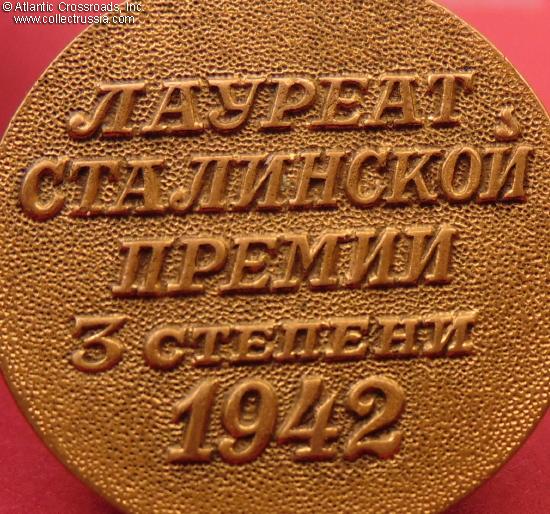 © Atlantic Crossroads, Inc.
www.collectrussia.com
ЛАУРЕАТ
СТАЛИНСКОЙ
ПРЕМИИ
3 СТЕПЕНИ
1942